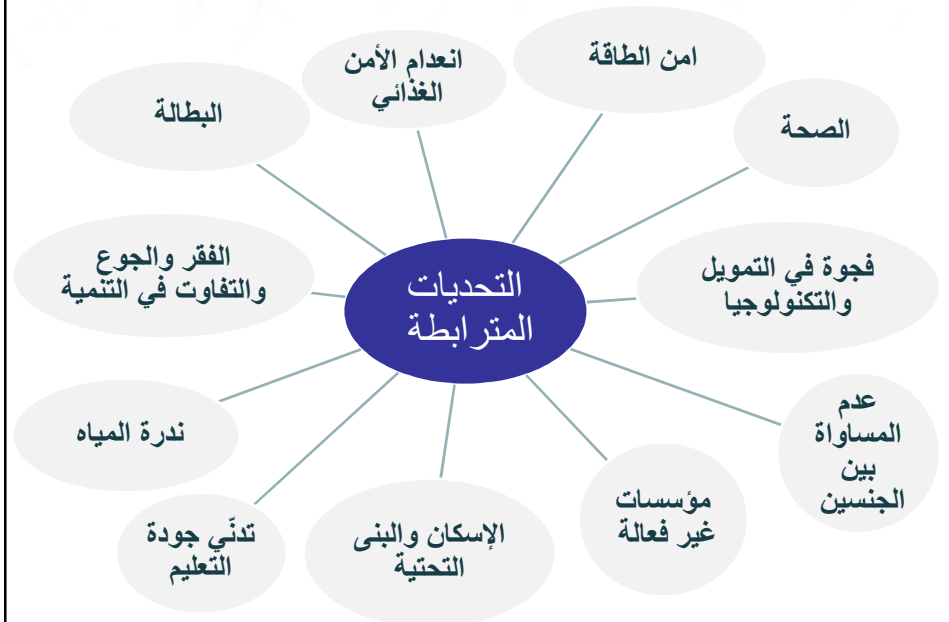 التحديات
المترابطة
امن الطاقة
الصحة
فجوة في التمويل
والتكنولوجيا
عدم
المساواة
بين
الجنسين
مؤسسات
غير فعالة
الإسكان والبنى
التحتية
تدنّي جودة
التعليم
ندرة المياه
الفقر والجوع
والتفاوت في التنمية
البطالة
انعدام الأمن
الغذائي